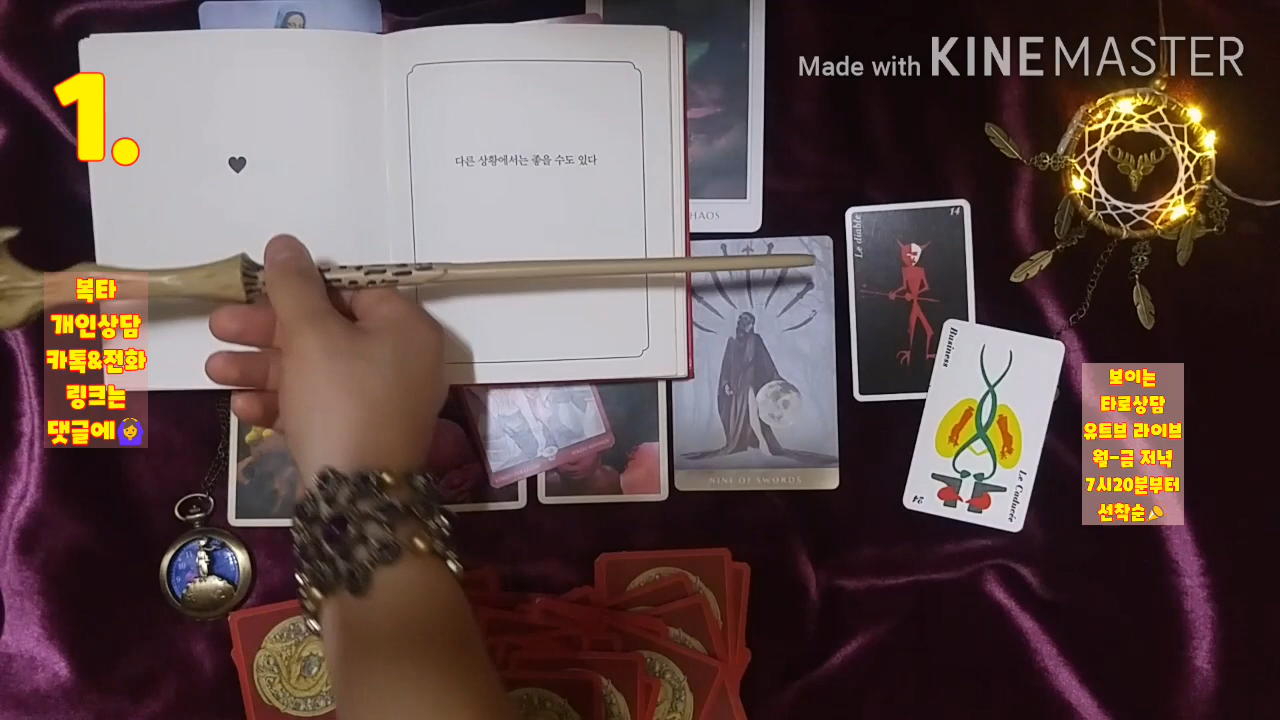 1.
Made with KINEMASTER
다른 상황에서는 좋을 수도 있다
HAOS
Le diable
14
NINE OF SWORDS
Business
Le Caducée
복타
개인상담
카톡&전화
링크는
댓글에🙆‍♀️
보이는
타로상담
유트브 라이브
월-금 저녁
7시20분부터
선착순📣